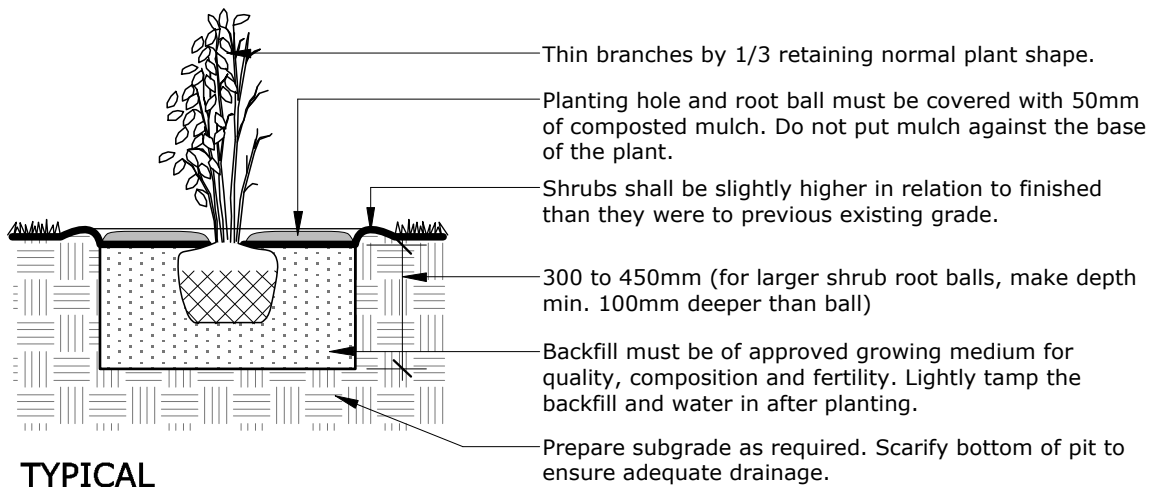 Thin branches by 1/3 retaining normal plant shape.
Planting hole and root ball must be covered with 50mm
of composted mulch. Do not put mulch against the base
of the plant.
Shrubs shall be slightly higher in relation to finished
than they were to previous existing grade.
300 to 450mm (for larger shrub root balls, make depth
min. 100mm deeper than ball)
Backfill must be of approved growing medium for
quality, composition and fertility. Lightly tamp the
backfill and water in after planting.
Prepare subgrade as required. Scarify bottom of pit to
ensure adequate drainage.
TYPICAL